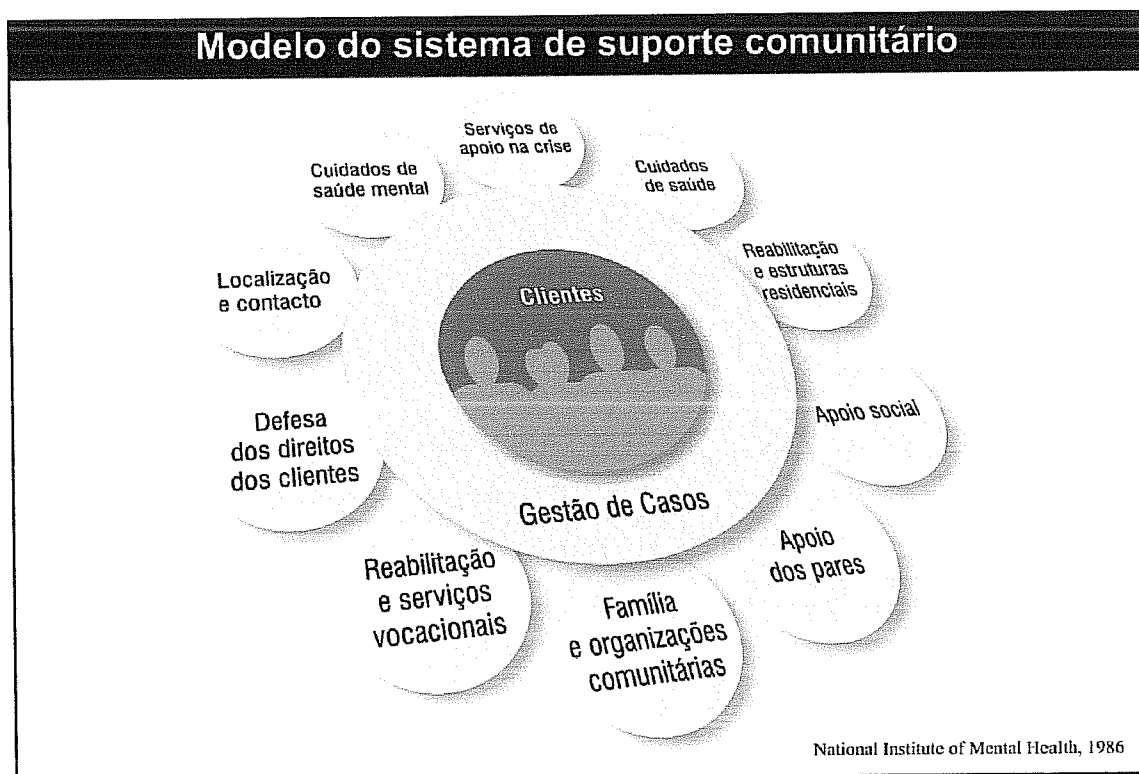 Modelo do sistema de suporte comunitário
Serviços de
apoio na crise
Cuidados de
saúde mental
Cuidados
de saúde
Localização
e contacto
Reabilitação
e estruturas
residenciais
Clientes
Defesa
dos direitos
dos clientes
Apoio social
Gestão de Casos
Reabilitação
e serviços
vocacionais
Apoio
dos pares
Família
e organizações
comunitárias
National Institute of Mental Health, 1986